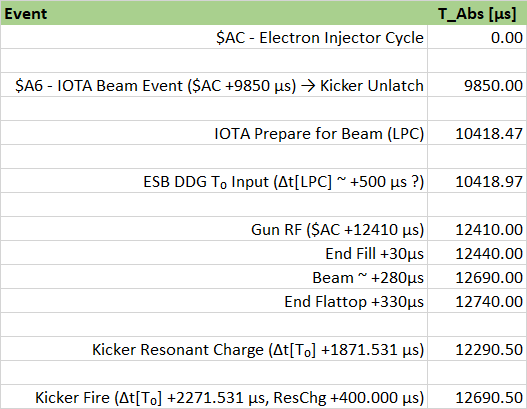 Event T_Abs [µs]
$AC - Electron Injector Cycle 0.00
$A6 - IOTA Beam Event ($AC +9850 µs) → Kicker Unlatch 9850.00
IOTA Prepare for Beam (LPC) 10418.47
ESB DDG T₀ Input (Δt[LPC] ~ +500 µs ?) 10418.97
Gun RF ($AC +12410 µs) 12410.00
End Fill +30µs 12440.00
Beam ~ +280µs 12690.00
End Flattop +330µs 12740.00
Kicker Resonant Charge (Δt[T₀] +1871.531 µs) 12290.50
Kicker Fire (Δt[T₀] +2271.531 µs, ResChg +400.000 µs) 12690.50